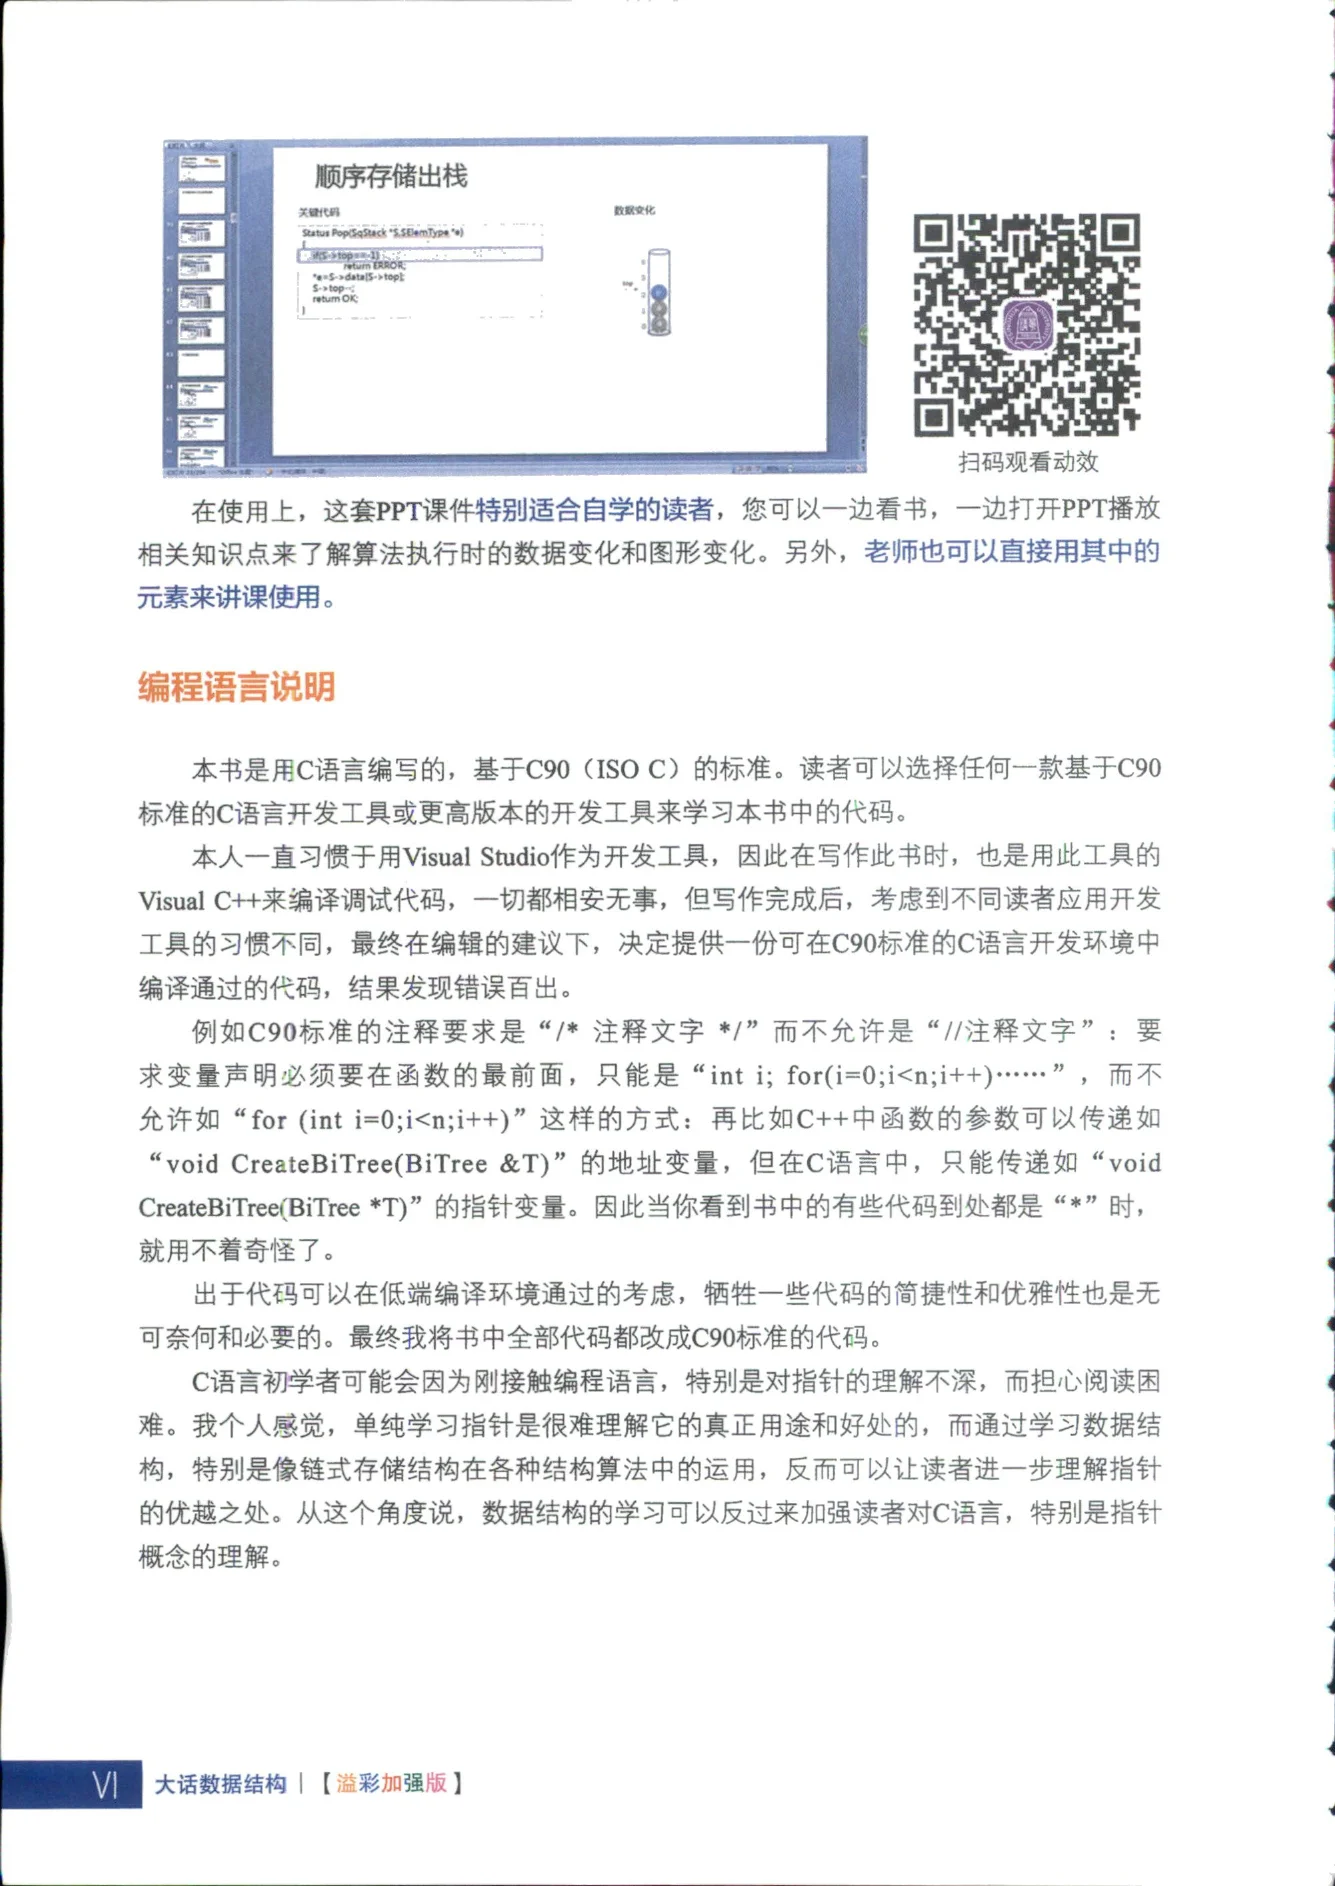 顺序存储出栈
关键代码
Status Pop(SqStack *S,SElemType *e)
{
if(S->top==-1)
return ERROR;
*e=S->data[S->top];
S->top--;
return OK;
}
数据变化
top
扫码观看动效
在使用上，这套PPT课件特别适合自学的读者，您可以一边看书，一边打开PPT播放
相关知识点来了解算法执行时的数据变化和图形变化。另外，老师也可以直接用其中的
元素来讲课使用。
编程语言说明
本书是用C语言编写的，基于C90（ISO C）的标准。读者可以选择任何一款基于C90
标准的C语言开发工具或更高版本的开发工具来学习本书中的代码。
本人一直习惯于用Visual Studio作为开发工具，因此在写作此书时，也是用此工具的
Visual C++来编译调试代码，一切都相安无事，但写作完成后，考虑到不同读者应用开发
工具的习惯不同，最终在编辑的建议下，决定提供一份可在C90标准的C语言开发环境中
编译通过的代码，结果发现错误百出。
例如C90标准的注释要求是“/* 注释文字 */”而不允许是“//注释文字”；要
求变量声明必须要在函数的最前面，只能是“int i; for(i=0;i<n;i++)……”，而不
允许如“for (int i=0;i<n;i++)”这样的方式；再比如C++中函数的参数可以传递如
“void CreateBiTree(BiTree &T)”的地址变量，但在C语言中，只能传递如“void
CreateBiTree(BiTree *T)”的指针变量。因此当你看到书中的有些代码到处都是“*”时，
就用不着奇怪了。
出于代码可以在低端编译环境通过的考虑，牺牲一些代码的简捷性和优雅性也是无
可奈何和必要的。最终我将书中全部代码都改成C90标准的代码。
C语言初学者可能会因为刚接触编程语言，特别是对指针的理解不深，而担心阅读困
难。我个人感觉，单纯学习指针是很难理解它的真正用途和好处的，而通过学习数据结
构，特别是像链式存储结构在各种结构算法中的运用，反而可以让读者进一步理解指针
的优越之处。从这个角度说，数据结构的学习可以反过来加强读者对C语言，特别是指针
概念的理解。
VI 大话数据结构 | 【溢彩加强版】